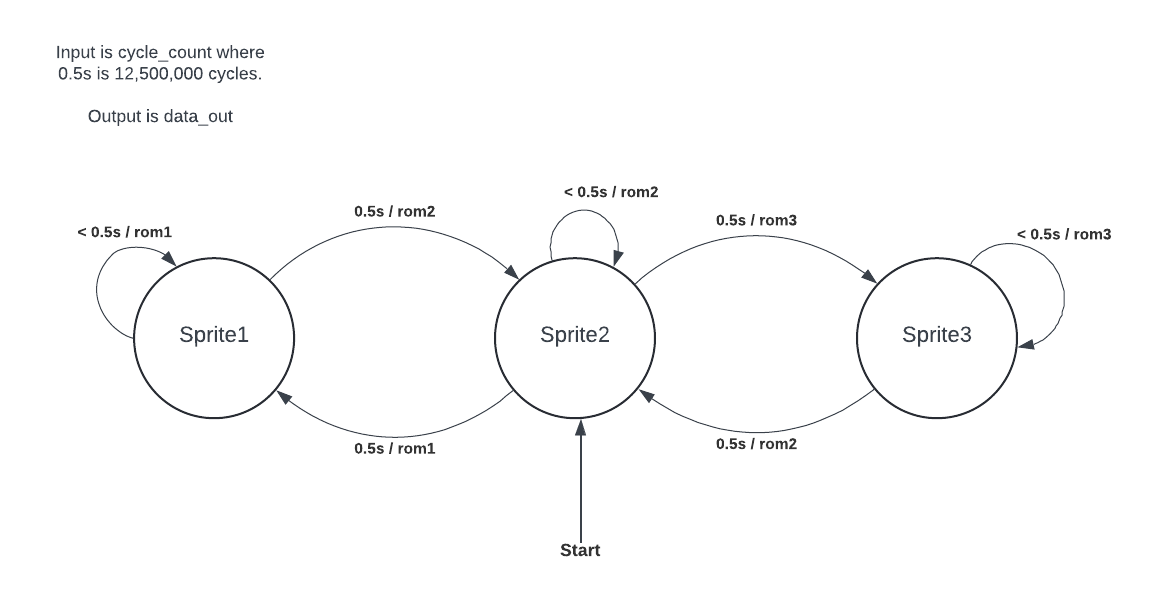 Input is cycle_count where
0.5s is 12,500,000 cycles.
Output is data_out
< 0.5s / rom1
0.5s / rom2
< 0.5s / rom2
0.5s / rom3
< 0.5s / rom3
Sprite1
Sprite2
Sprite3
0.5s / rom1
0.5s / rom2
Start